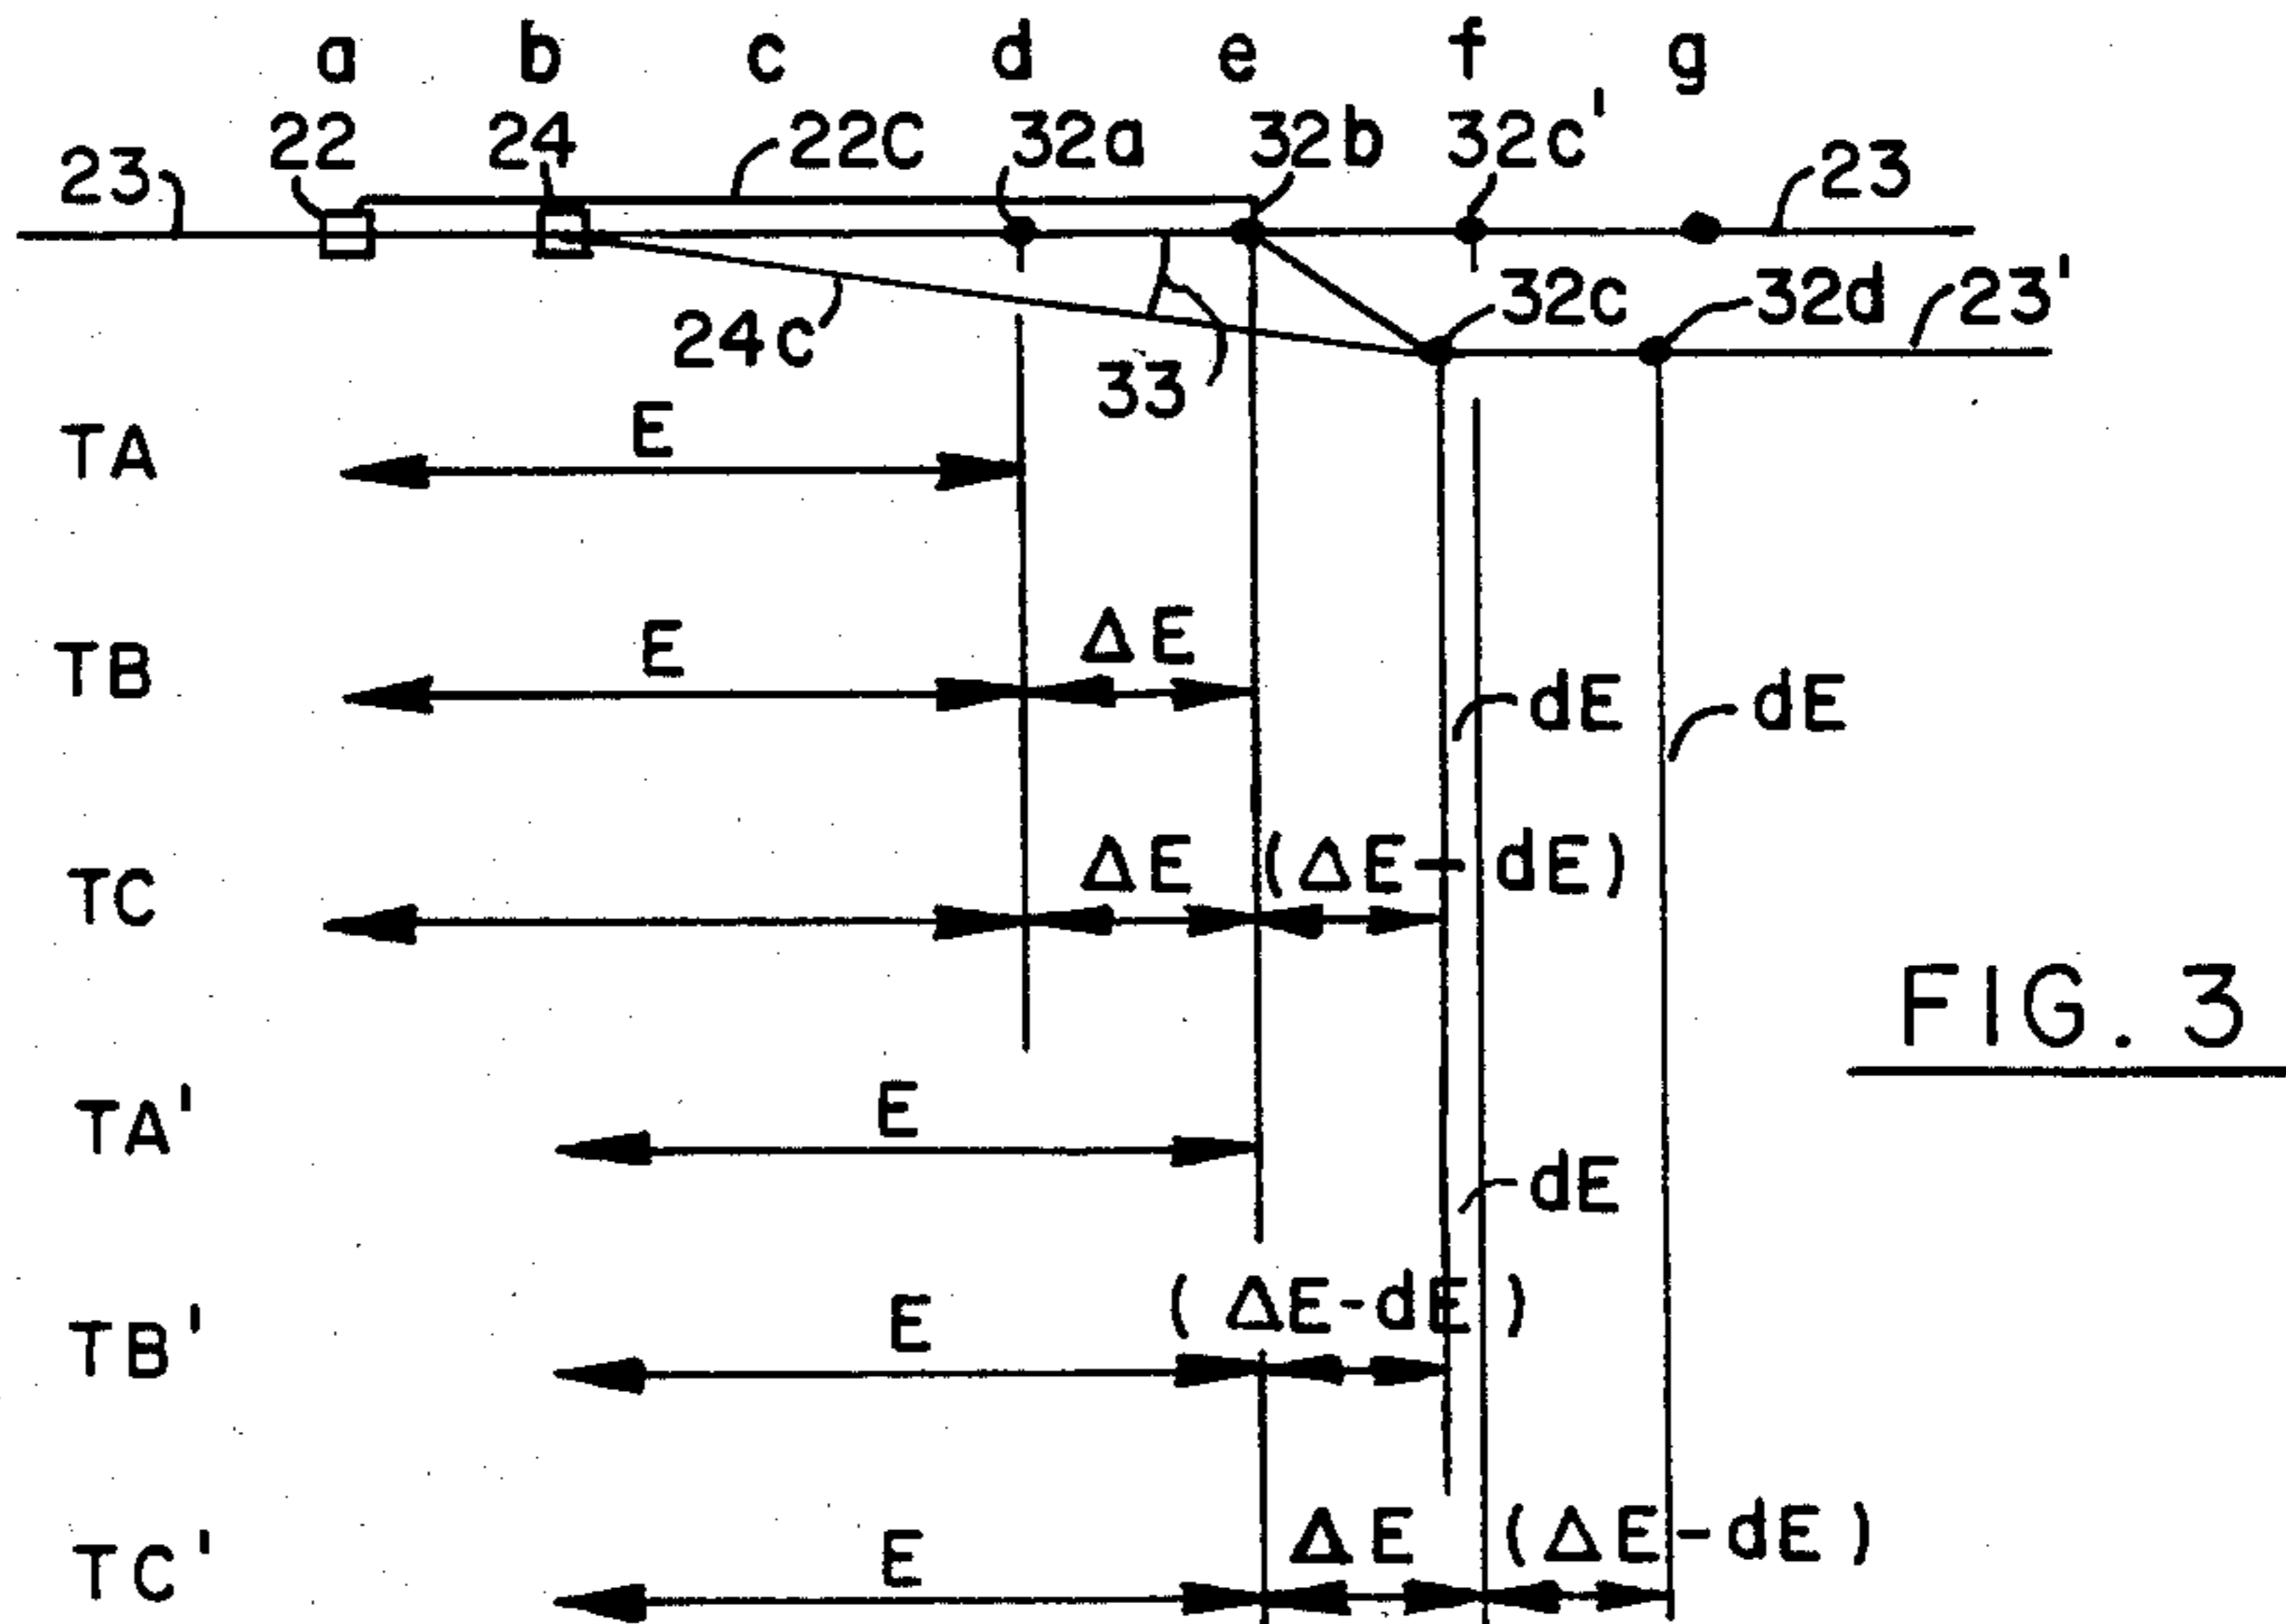 a b c d e f g
23 22 24 22C 32a 32b 32c' 23
24c 33 32c 32d 23'
TA E
TB E ΔE dE dE
TC ΔE (ΔE - dE)
TA' E dE
TB' E (ΔE-dE)
TC' E ΔE (ΔE-dE)
FIG. 3